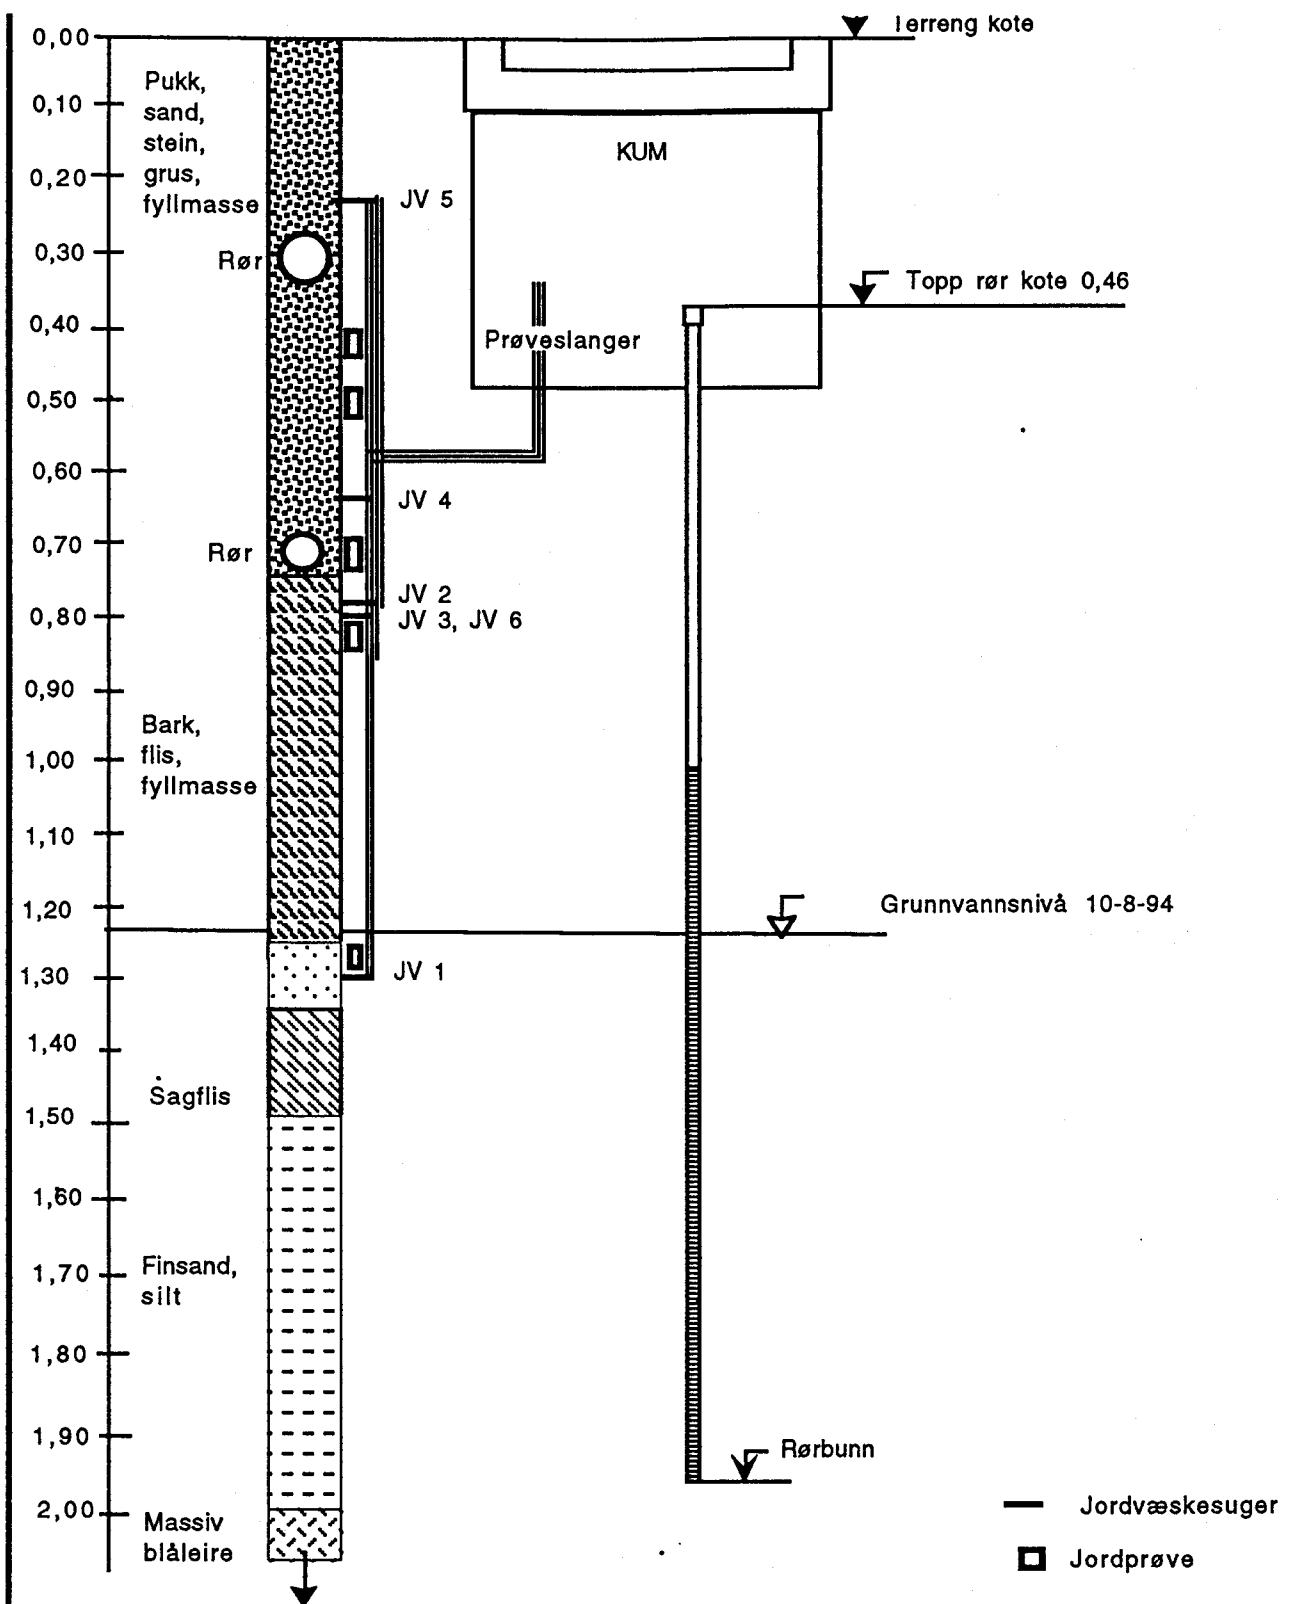 Terreng kote
0,00
Pukk,
sand,
stein,
grus,
fyllmasse
0,10
KUM
0,20
JV 5
0,30
Rør
Topp rør kote 0,46
0,40
Prøveslanger
0,50
0,60
JV 4
0,70
Rør
JV 2
0,80
JV 3, JV 6
0,90
Bark,
flis,
fyllmasse
1,00
1,10
1,20
Grunnvannsnivå 10-8-94
1,30
JV 1
1,40
Sagflis
1,50
1,60
Finsand,
silt
1,70
1,80
1,90
Rørbunn
2,00
Massiv
blåleire
Jordvæskesuger
Jordprøve